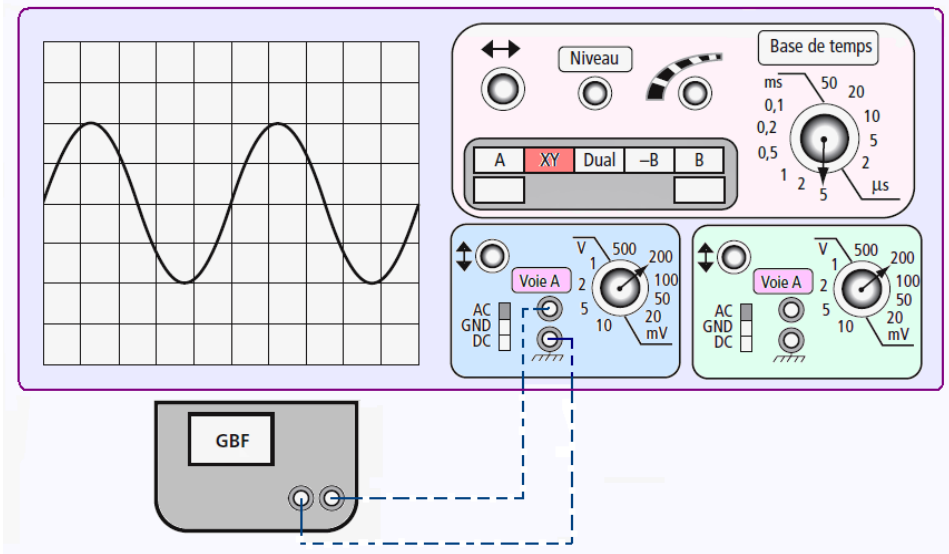 Niveau
Base de temps
ms
50
20
0,1
10
0,2
5
0,5
2
1
2
5
µs
A XY Dual –B B
V
500
200
1
100
2
50
5
20
10
mV
Voie A
AC
GND
DC
V
500
200
1
100
2
50
5
20
10
mV
Voie A
AC
GND
DC
GBF